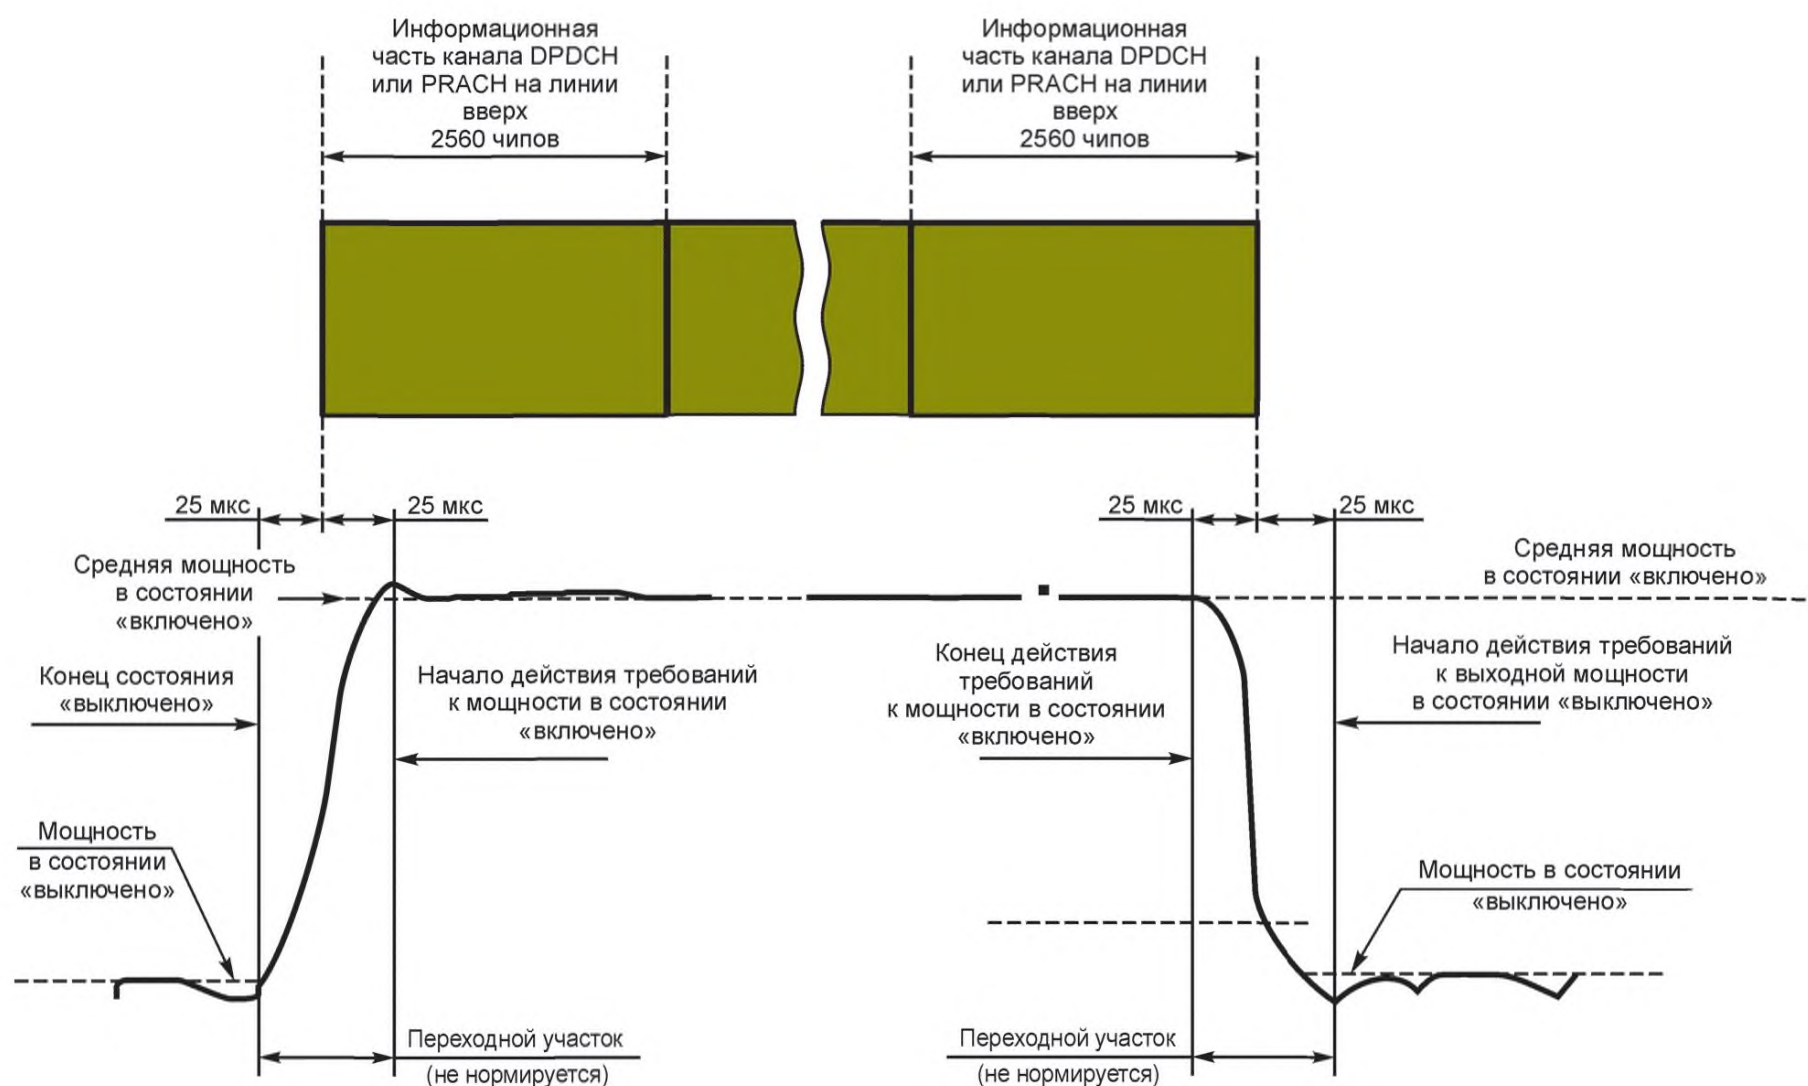 Информационная
часть канала DPDCH
или PRACH на линии
вверх
2560 чипов
Информационная
часть канала DPDCH
или PRACH на линии
вверх
2560 чипов
25 мкс
25 мкс
25 мкс
25 мкс
Средняя мощность
в состоянии
«включено»
Средняя мощность
в состоянии «включено»
Конец состояния
«выключено»
Начало действия требований
к мощности в состоянии
«включено»
Конец действия
требований
к мощности в состоянии
«включено»
Начало действия требований
к выходной мощности
в состоянии «выключено»
Мощность
в состоянии
«выключено»
Мощность в состоянии
«выключено»
Переходной участок
(не нормируется)
Переходной участок
(не нормируется)